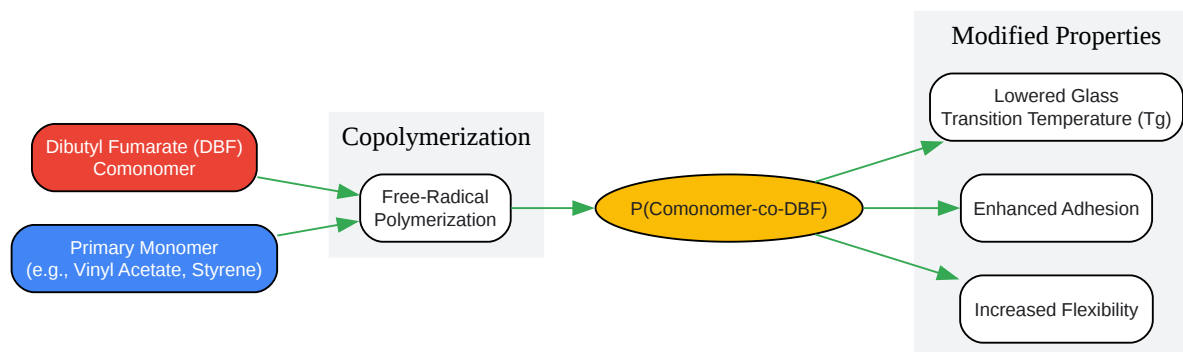 Dibutyl Fumarate (DBF)
Comonomer
Primary Monomer
(e.g., Vinyl Acetate, Styrene)
Copolymerization
Free-Radical
Polymerization
P(Comonomer-co-DBF)
Modified Properties
Lowered Glass
Transition Temperature (Tg)
Enhanced Adhesion
Increased Flexibility